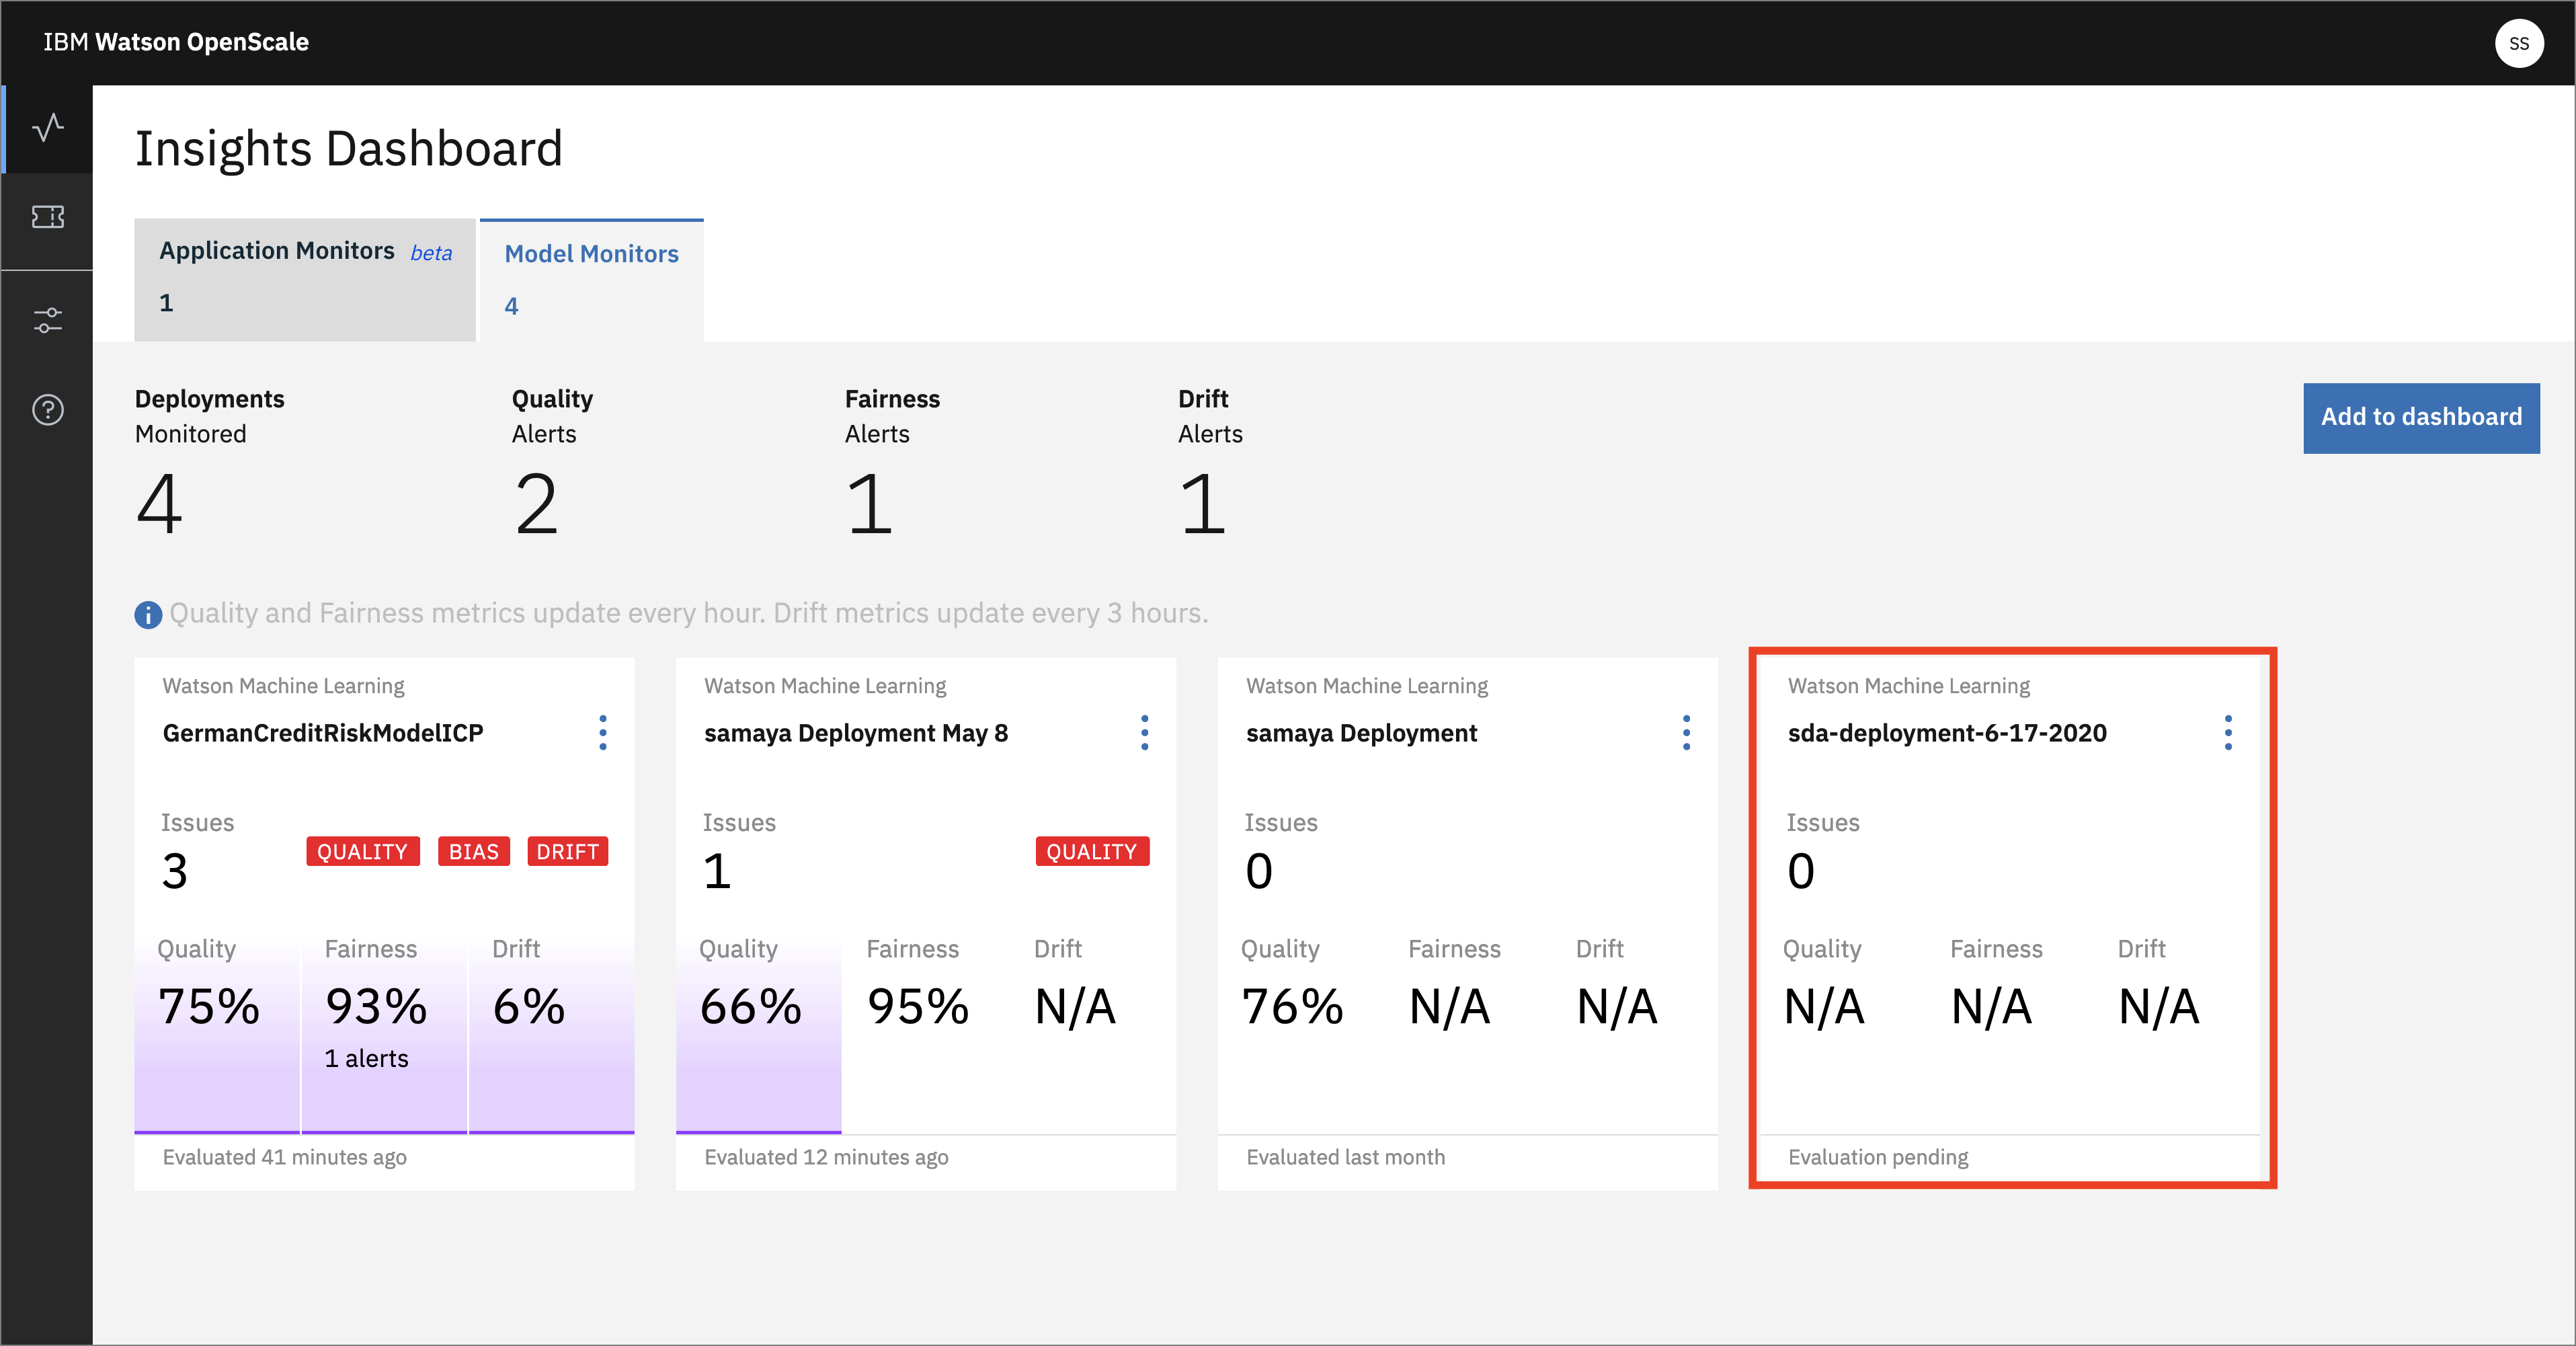 IBM Watson OpenScale
SS
Insights Dashboard
Application Monitors beta
1
Model Monitors
4
Deployments
Monitored
4
Quality
Alerts
2
Fairness
Alerts
1
Drift
Alerts
1
Add to dashboard
Quality and Fairness metrics update every hour. Drift metrics update every 3 hours.
Watson Machine Learning
GermanCreditRiskModelICP
Issues
3
QUALITY BIAS DRIFT
Quality Fairness Drift
75% 93% 6%
1 alerts
Evaluated 41 minutes ago
Watson Machine Learning
samaya Deployment May 8
Issues
1
QUALITY
Quality Fairness Drift
66% 95% N/A
Evaluated 12 minutes ago
Watson Machine Learning
samaya Deployment
Issues
0
Quality Fairness Drift
76% N/A N/A
Evaluated last month
Watson Machine Learning
sda-deployment-6-17-2020
Issues
0
Quality Fairness Drift
N/A N/A N/A
Evaluation pending